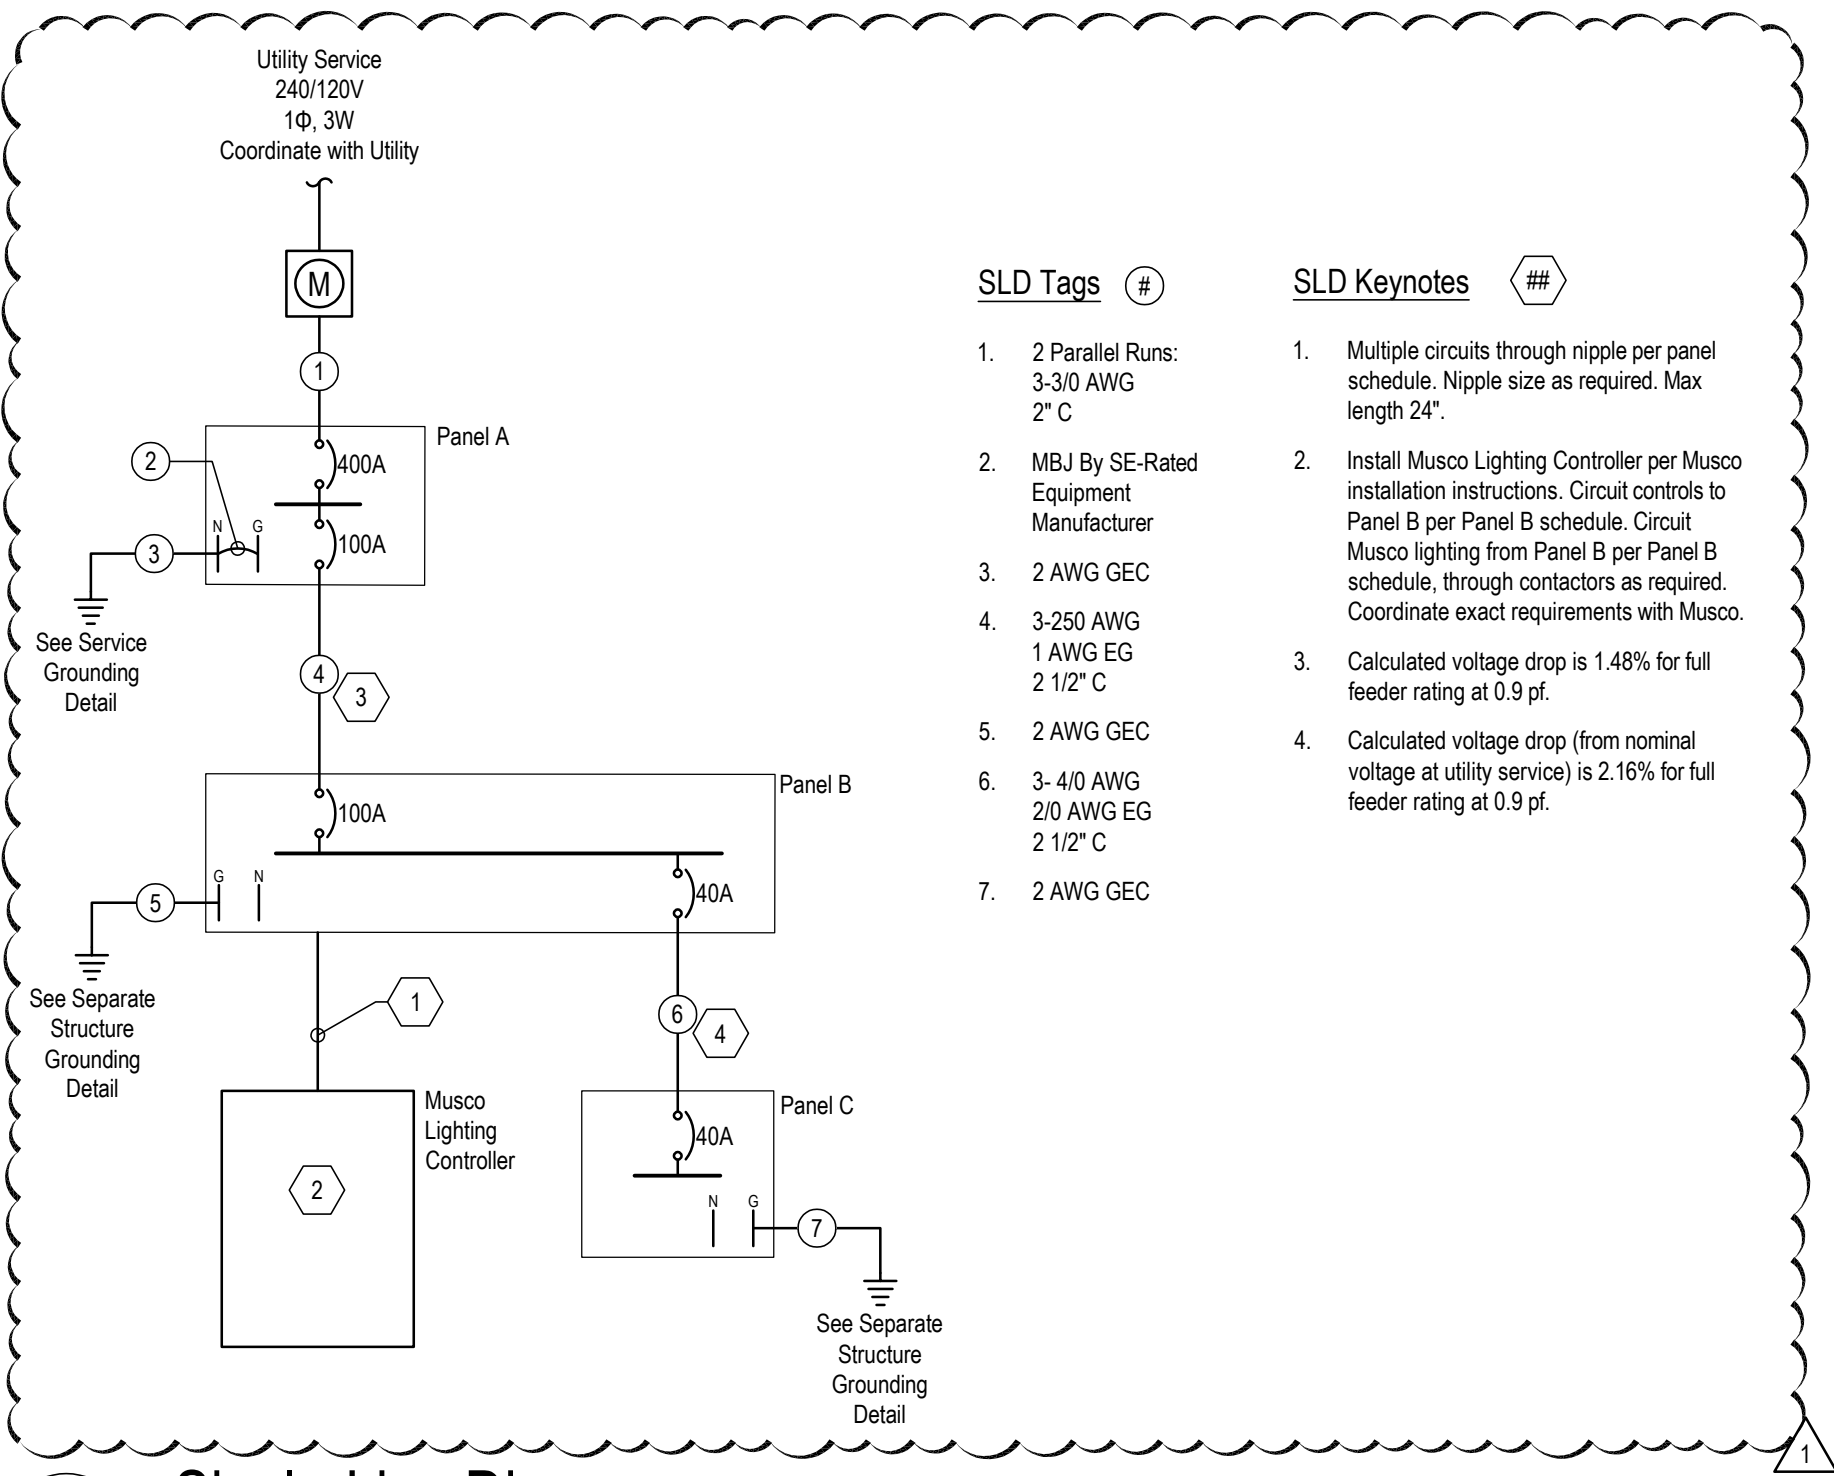 Utility Service
240/120V
1Φ, 3W
Coordinate with Utility
M
1
Panel A
400A
2
N G
100A
3
See Service
Grounding
Detail
4
3
Panel B
100A
G N
40A
5
See Separate
Structure
Grounding
Detail
1
6
4
Musco
Lighting
Controller
2
Panel C
40A
N G
7
See Separate
Structure
Grounding
Detail
SLD Tags #
1. 2 Parallel Runs:
3-3/0 AWG
2" C
2. MBJ By SE-Rated
Equipment
Manufacturer
3. 2 AWG GEC
4. 3-250 AWG
1 AWG EG
2 1/2" C
5. 2 AWG GEC
6. 3- 4/0 AWG
2/0 AWG EG
2 1/2" C
7. 2 AWG GEC
SLD Keynotes ##
1. Multiple circuits through nipple per panel
schedule. Nipple size as required. Max
length 24".
2. Install Musco Lighting Controller per Musco
installation instructions. Circuit controls to
Panel B per Panel B schedule. Circuit
Musco lighting from Panel B per Panel B
schedule, through contactors as required.
Coordinate exact requirements with Musco.
3. Calculated voltage drop is 1.48% for full
feeder rating at 0.9 pf.
4. Calculated voltage drop (from nominal
voltage at utility service) is 2.16% for full
feeder rating at 0.9 pf.
1